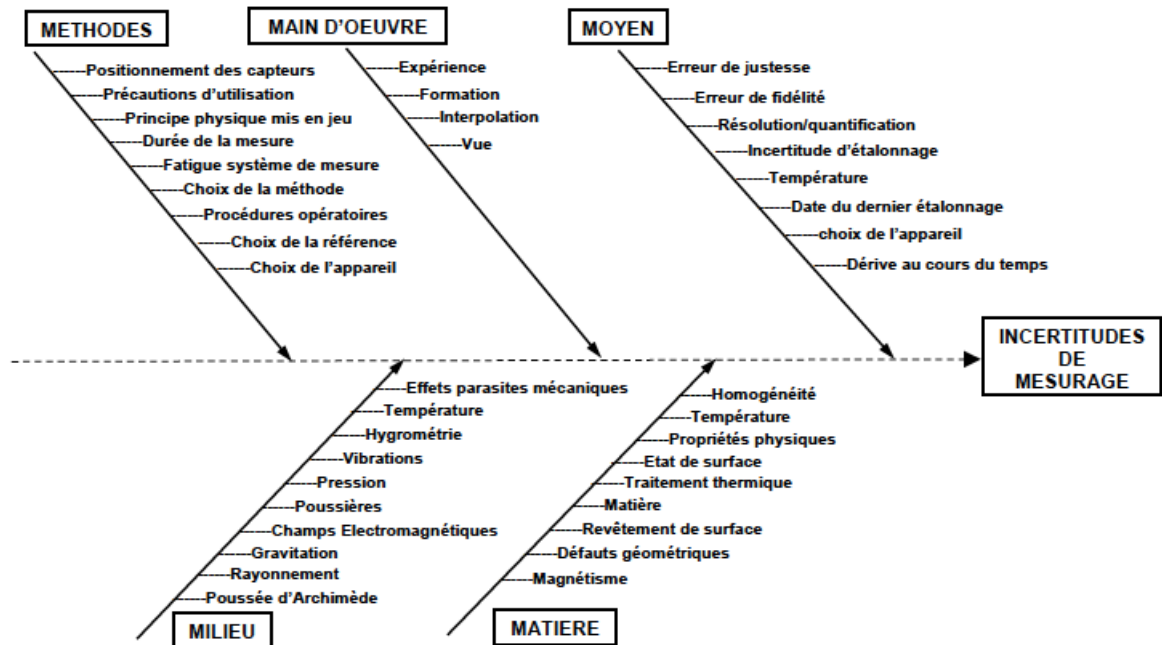 METHODES
Positionnement des capteurs
Précautions d'utilisation
Principe physique mis en jeu
Durée de la mesure
Fatigue système de mesure
Choix de la méthode
Procédures opératoires
Choix de la référence
Choix de l'appareil
MAIN D'OEUVRE
Expérience
Formation
Interpolation
Vue
MOYEN
Erreur de justesse
Erreur de fidélité
Résolution/quantification
Incertitude d'étalonnage
Température
Date du dernier étalonnage
choix de l'appareil
Dérive au cours du temps
INCERTITUDES
DE
MESURAGE
Effets parasites mécaniques
Température
Hygrométrie
Vibrations
Pression
Poussières
Champs Electromagnétiques
Gravitation
Rayonnement
Poussée d'Archimède
MILIEU
Homogénéité
Température
Propriétés physiques
Etat de surface
Traitement thermique
Matière
Revêtement de surface
Défauts géométriques
Magnétisme
MATIERE